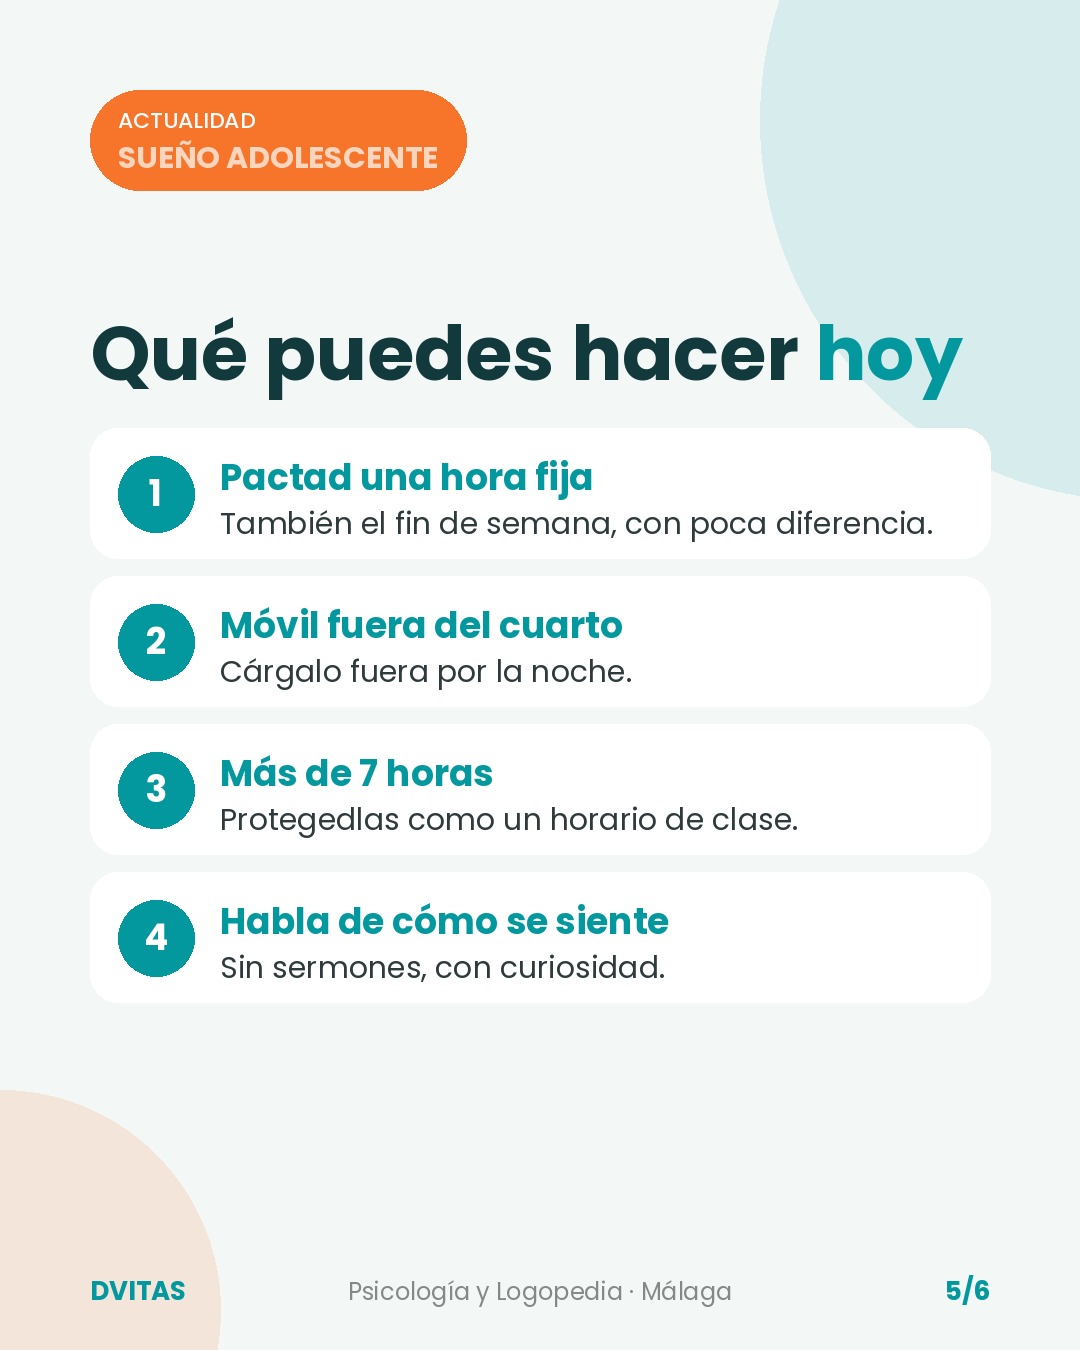 ACTUALIDAD
SUEÑO ADOLESCENTE
Qué puedes hacer hoy
1
Pactad una hora fija
También el fin de semana, con poca diferencia.
2
Móvil fuera del cuarto
Cárgalo fuera por la noche.
3
Más de 7 horas
Protegedlas como un horario de clase.
4
Habla de cómo se siente
Sin sermones, con curiosidad.
DVITAS
Psicología y Logopedia · Málaga
5/6